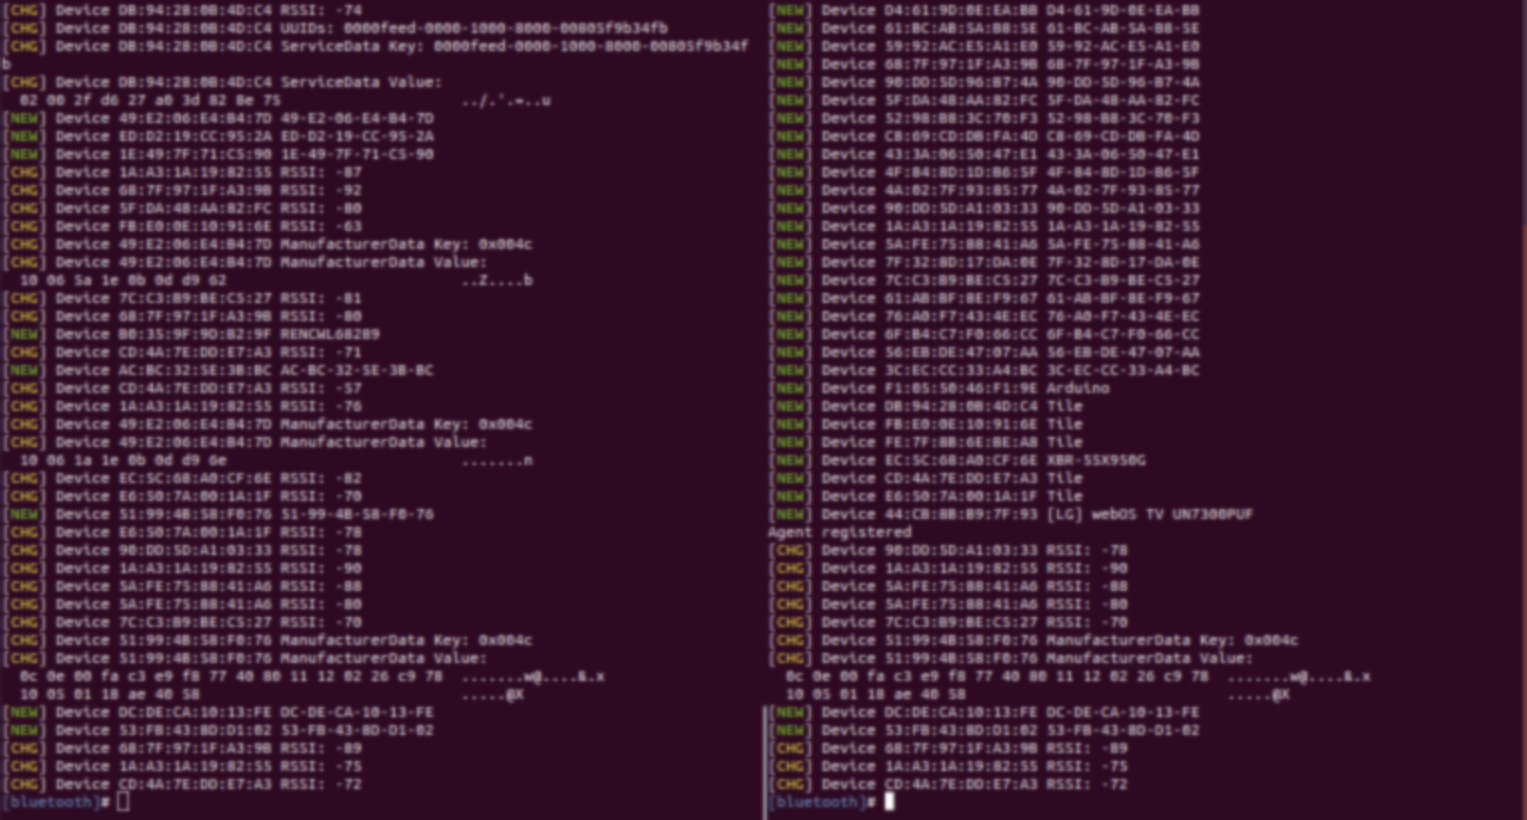 [CHG] Device DB:94:28:0B:4D:C4 RSSI: -74
[CHG] Device DB:94:28:0B:4D:C4 UUIDs: 0000feed-0000-1000-8000-00805f9b34fb
[CHG] Device DB:94:28:0B:4D:C4 ServiceData Key: 0000feed-0000-1000-8000-00805f9b34f
b
[CHG] Device DB:94:28:0B:4D:C4 ServiceData Value:
02 00 2f d6 27 a0 3d 82 8e 75 ../.'.=..u
[NEW] Device 49:E2:06:E4:B4:7D 49-E2-06-E4-B4-7D
[NEW] Device ED:D2:19:CC:95:2A ED-D2-19-CC-95-2A
[NEW] Device 1E:49:7F:71:C5:90 1E-49-7F-71-C5-90
[CHG] Device 1A:A3:1A:19:82:55 RSSI: -87
[CHG] Device 68:7F:97:1F:A3:9B RSSI: -92
[CHG] Device 5F:DA:48:AA:82:FC RSSI: -80
[CHG] Device FB:E0:0E:10:91:6E RSSI: -63
[CHG] Device 49:E2:06:E4:B4:7D ManufacturerData Key: 0x004c
[CHG] Device 49:E2:06:E4:B4:7D ManufacturerData Value:
10 06 5a 1e 0b 0d d9 62 ..Z....b
[CHG] Device 7C:C3:B9:BE:C5:27 RSSI: -81
[CHG] Device 68:7F:97:1F:A3:9B RSSI: -80
[NEW] Device B0:35:9F:9D:B2:9F RENCWL682B9
[CHG] Device CD:4A:7E:DD:E7:A3 RSSI: -71
[NEW] Device AC:BC:32:5E:3B:BC AC-BC-32-5E-3B-BC
[CHG] Device CD:4A:7E:DD:E7:A3 RSSI: -57
[CHG] Device 1A:A3:1A:19:82:55 RSSI: -76
[CHG] Device 49:E2:06:E4:B4:7D ManufacturerData Key: 0x004c
[CHG] Device 49:E2:06:E4:B4:7D ManufacturerData Value:
10 06 1a 1e 0b 0d d9 6e .......n
[CHG] Device EC:5C:68:A0:CF:6E RSSI: -82
[CHG] Device E6:50:7A:00:1A:1F RSSI: -70
[NEW] Device 51:99:4B:58:F0:76 51-99-4B-58-F0-76
[CHG] Device E6:50:7A:00:1A:1F RSSI: -78
[CHG] Device 90:DD:5D:A1:03:33 RSSI: -78
[CHG] Device 1A:A3:1A:19:82:55 RSSI: -90
[CHG] Device 5A:FE:75:88:41:A6 RSSI: -88
[CHG] Device 5A:FE:75:88:41:A6 RSSI: -80
[CHG] Device 7C:C3:B9:BE:C5:27 RSSI: -70
[CHG] Device 51:99:4B:58:F0:76 ManufacturerData Key: 0x004c
[CHG] Device 51:99:4B:58:F0:76 ManufacturerData Value:
0c 0e 00 fa c3 e9 f8 77 40 80 11 12 02 26 c9 78 .......w@....&.x
10 05 01 18 ae 40 58 .....@X
[NEW] Device DC:DE:CA:10:13:FE DC-DE-CA-10-13-FE
[NEW] Device 53:FB:43:8D:D1:02 53-FB-43-8D-D1-02
[CHG] Device 68:7F:97:1F:A3:9B RSSI: -89
[CHG] Device 1A:A3:1A:19:82:55 RSSI: -75
[CHG] Device CD:4A:7E:DD:E7:A3 RSSI: -72
[bluetooth]#
[NEW] Device D4:61:9D:0E:EA:BB D4-61-9D-0E-EA-BB
[NEW] Device 61:BC:AB:5A:B8:5E 61-BC-AB-5A-B8-5E
[NEW] Device 59:92:AC:E5:A1:E0 59-92-AC-E5-A1-E0
[NEW] Device 68:7F:97:1F:A3:9B 68-7F-97-1F-A3-9B
[NEW] Device 90:DD:5D:96:B7:4A 90-DD-5D-96-B7-4A
[NEW] Device 5F:DA:48:AA:82:FC 5F-DA-48-AA-82-FC
[NEW] Device 52:98:B8:3C:70:F3 52-98-B8-3C-70-F3
[NEW] Device C8:69:CD:DB:FA:4D C8-69-CD-DB-FA-4D
[NEW] Device 43:3A:06:50:47:E1 43-3A-06-50-47-E1
[NEW] Device 4F:84:8D:1D:B6:5F 4F-84-8D-1D-B6-5F
[NEW] Device 4A:02:7F:93:85:77 4A-02-7F-93-85-77
[NEW] Device 90:DD:5D:A1:03:33 90-DD-5D-A1-03-33
[NEW] Device 1A:A3:1A:19:82:55 1A-A3-1A-19-82-55
[NEW] Device 5A:FE:75:88:41:A6 5A-FE-75-88-41-A6
[NEW] Device 7F:32:8D:17:DA:0E 7F-32-8D-17-DA-0E
[NEW] Device 7C:C3:B9:BE:C5:27 7C-C3-B9-BE-C5-27
[NEW] Device 61:AB:BF:8E:F9:67 61-AB-BF-8E-F9-67
[NEW] Device 76:A0:F7:43:4E:EC 76-A0-F7-43-4E-EC
[NEW] Device 6F:B4:C7:F0:66:CC 6F-B4-C7-F0-66-CC
[NEW] Device 56:EB:DE:47:07:AA 56-EB-DE-47-07-AA
[NEW] Device 3C:EC:CC:33:A4:BC 3C-EC-CC-33-A4-BC
[NEW] Device F1:05:50:46:F1:9E Arduino
[NEW] Device DB:94:28:0B:4D:C4 Tile
[NEW] Device FB:E0:0E:10:91:6E Tile
[NEW] Device FE:7F:8B:6E:BE:A8 Tile
[NEW] Device EC:5C:68:A0:CF:6E XBR-55X950G
[NEW] Device CD:4A:7E:DD:E7:A3 Tile
[NEW] Device E6:50:7A:00:1A:1F Tile
[NEW] Device 44:CB:8B:B9:7F:93 [LG] webOS TV UN7300PUF
Agent registered
[CHG] Device 90:DD:5D:A1:03:33 RSSI: -78
[CHG] Device 1A:A3:1A:19:82:55 RSSI: -90
[CHG] Device 5A:FE:75:88:41:A6 RSSI: -88
[CHG] Device 5A:FE:75:88:41:A6 RSSI: -80
[CHG] Device 7C:C3:B9:BE:C5:27 RSSI: -70
[CHG] Device 51:99:4B:58:F0:76 ManufacturerData Key: 0x004c
[CHG] Device 51:99:4B:58:F0:76 ManufacturerData Value:
0c 0e 00 fa c3 e9 f8 77 40 80 11 12 02 26 c9 78 .......w@....&.x
10 05 01 18 ae 40 58 .....@X
[NEW] Device DC:DE:CA:10:13:FE DC-DE-CA-10-13-FE
[NEW] Device 53:FB:43:8D:D1:02 53-FB-43-8D-D1-02
[CHG] Device 68:7F:97:1F:A3:9B RSSI: -89
[CHG] Device 1A:A3:1A:19:82:55 RSSI: -75
[CHG] Device CD:4A:7E:DD:E7:A3 RSSI: -72
[bluetooth]#